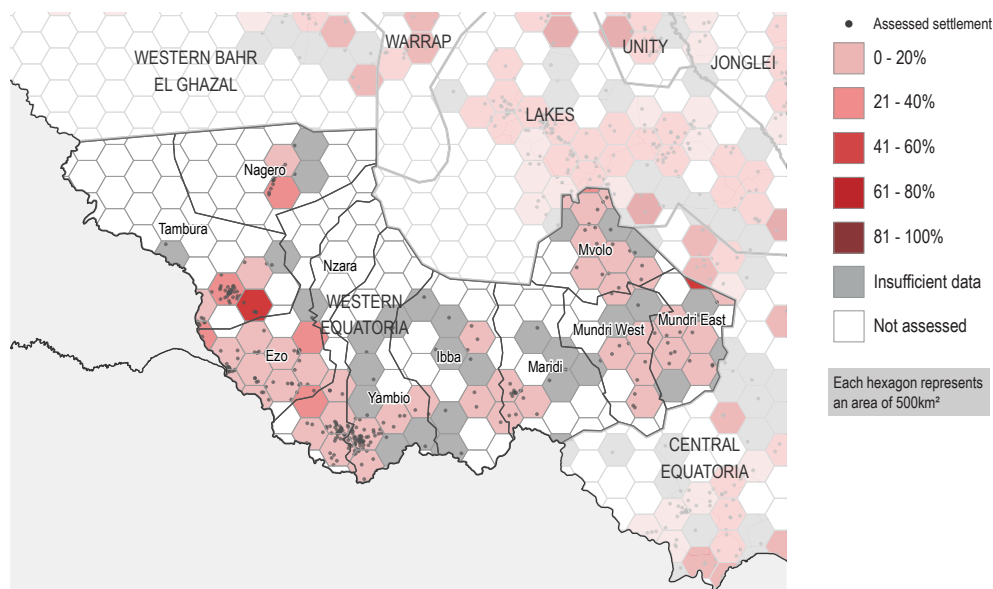 WESTERN BAHR
EL GHAZAL
WARRAP
UNITY
JONGLEI
LAKES
Nagero
Tambura
Nzara
Mvolo
WESTERN
EQUATORIA
Mundri West
Mundri East
Ezo
Ibba
Maridi
Yambio
CENTRAL
EQUATORIA
Assessed settlement
0 - 20%
21 - 40%
41 - 60%
61 - 80%
81 - 100%
Insufficient data
Not assessed
Each hexagon represents
an area of 500km²